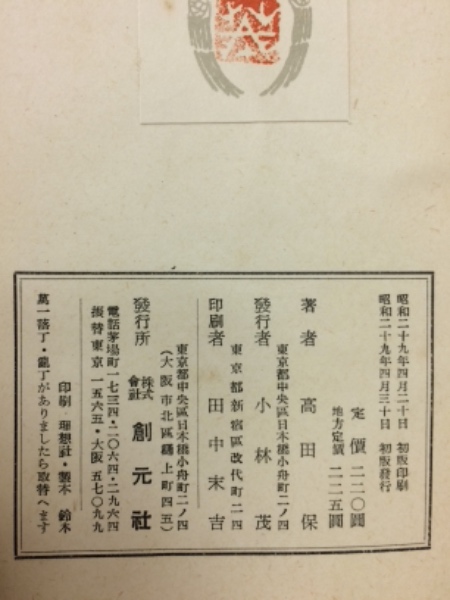 昭和二十九年四月二十日 初版印刷
昭和二十九年四月三十日 初版發行
定價 二二〇圓
地方定價 二二五圓
著者 高田保
東京都中央區日本橋小舟町二ノ四
發行者 小林茂
東京都新宿區改代町二四
印刷者 田中末吉
東京都中央區日本橋小舟町二ノ四
(大阪市北區樋上町四五)
發行所 株式會社 創元社
電話茅場町一七三四・二〇六四・二九六四
振替東京一五六五・大阪五七〇九九
印刷 理想社・製本 鈴木
萬一落丁・亂丁がありましたら取替へます